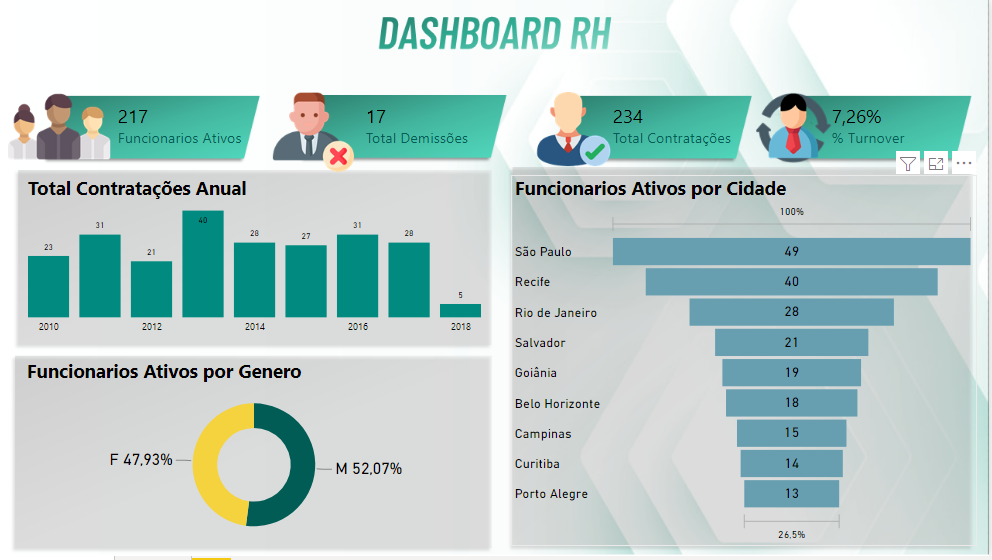 DASHBOARD RH
217
Funcionarios Ativos
17
Total Demissões
234
Total Contratações
7,26%
% Turnover
Total Contratações Anual
23
31
21
40
28
27
31
28
5
2010
2012
2014
2016
2018
Funcionarios Ativos por Genero
F 47,93%
M 52,07%
Funcionarios Ativos por Cidade
100%
São Paulo 49
Recife 40
Rio de Janeiro 28
Salvador 21
Goiânia 19
Belo Horizonte 18
Campinas 15
Curitiba 14
Porto Alegre 13
26.5%